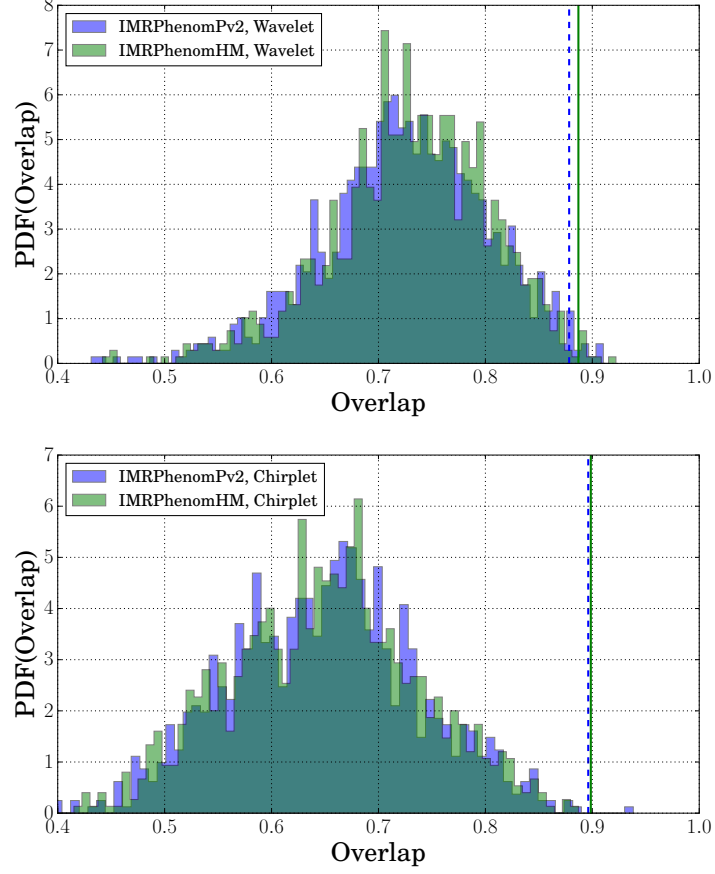 8
7
6
5
4
3
2
1
0
PDF(Overlap)
IMRPhenomPv2, Wavelet
IMRPhenomHM, Wavelet
0.4 0.5 0.6 0.7 0.8 0.9 1.0
Overlap
7
6
5
4
3
2
1
0
PDF(Overlap)
IMRPhenomPv2, Chirplet
IMRPhenomHM, Chirplet
0.4 0.5 0.6 0.7 0.8 0.9 1.0
Overlap